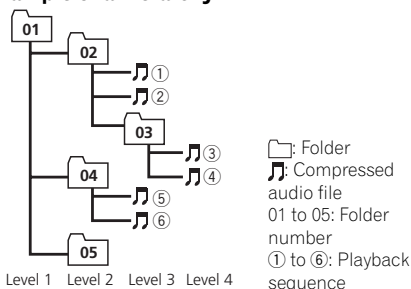 01
02
①
②
03
③
④
04
⑤
⑥
05
Level 1 Level 2 Level 3 Level 4
: Folder
: Compressed
audio file
01 to 05: Folder
number
① to ⑥: Playback
sequence